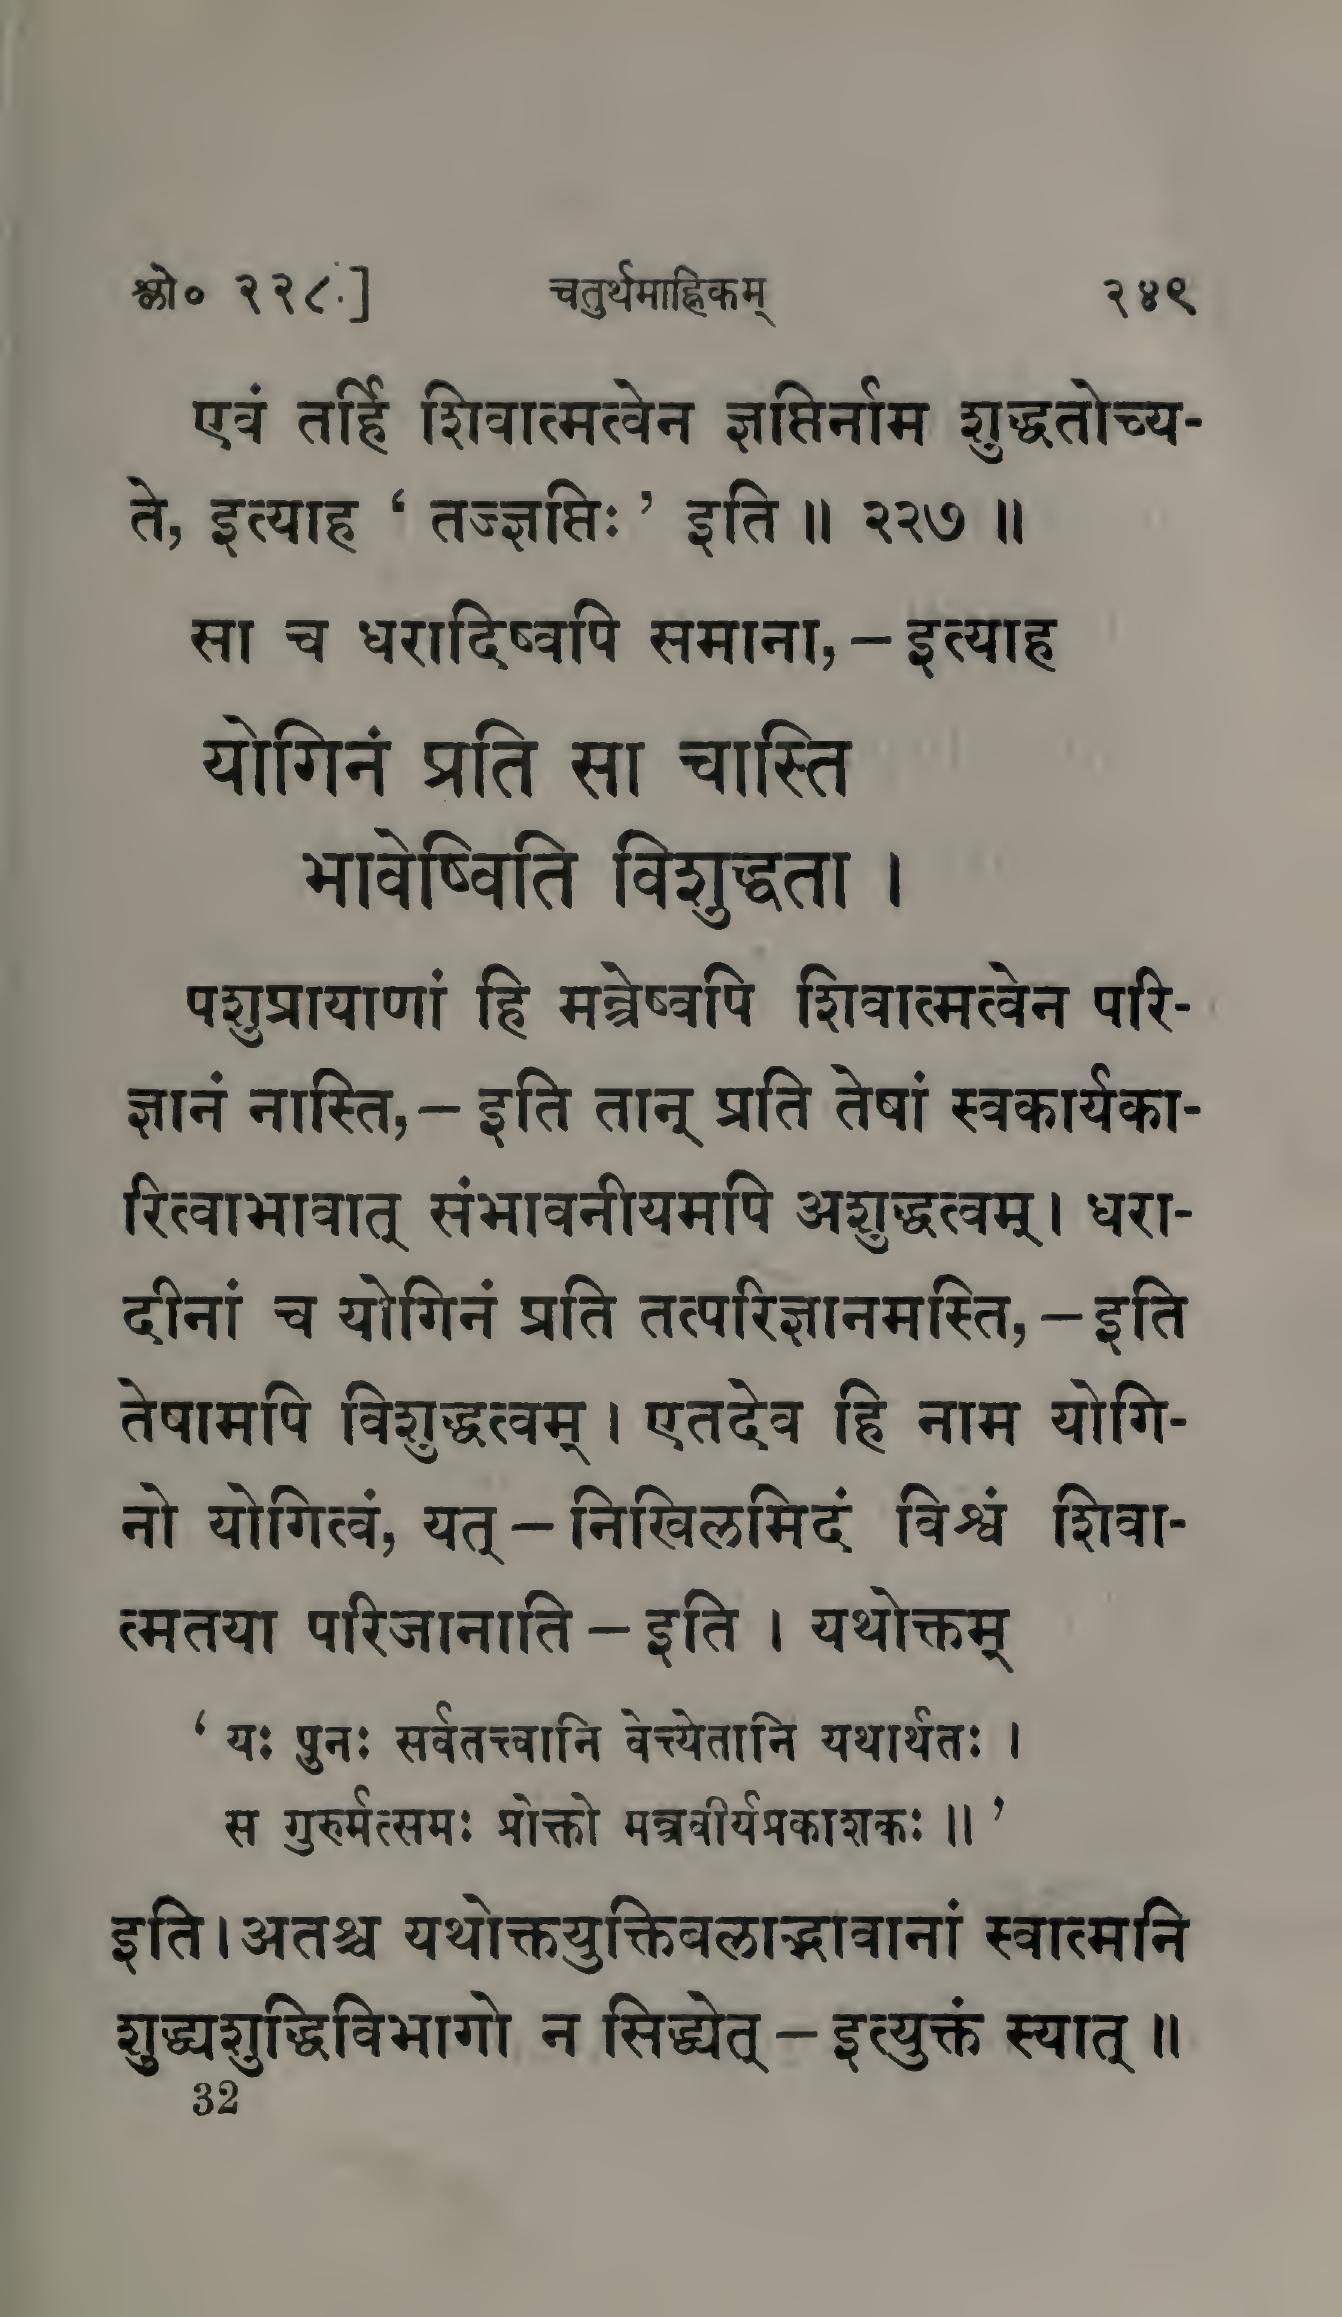 श्लो० २२८.] चतुर्थमाह्निकम् २४९
एवं तर्हि शिवात्मत्वेन ज्ञप्तिर्नाम शुद्धतोच्य-
ते, इत्याह ‘ तज्ज्ञप्तिः ’ इति ॥ २२७ ॥
सा च धरादिष्वपि समाना, – इत्याह
योगिनं प्रति सा चास्ति
भावेष्विति विशुद्धता ।
पशुप्रायाणां हि मन्त्रेष्वपि शिवात्मत्वेन परि-
ज्ञानं नास्ति, – इति तान् प्रति तेषां स्वकार्यका-
रित्वाभावात् संभावनीयमपि अशुद्धत्वम् । धरा-
दीनां च योगिनं प्रति तत्परिज्ञानमस्ति, – इति
तेषामपि विशुद्धत्वम् । एतदेव हि नाम योगि-
नो योगित्वं, यत् – निखिलमिदं विश्वं शिवा-
त्मतया परिजानाति – इति । यथोक्तम्
‘ यः पुनः सर्वतत्त्वानि वेत्त्येतानि यथार्थतः ।
स गुरुर्मत्समः प्रोक्तो मन्त्रवीर्यप्रकाशकः ॥ ’
इति । अतश्च यथोक्तयुक्तिबलाद्भावानां स्वात्मनि
शुद्ध्यशुद्धिविभागो न सिद्ध्येत् – इत्युक्तं स्यात् ॥
32